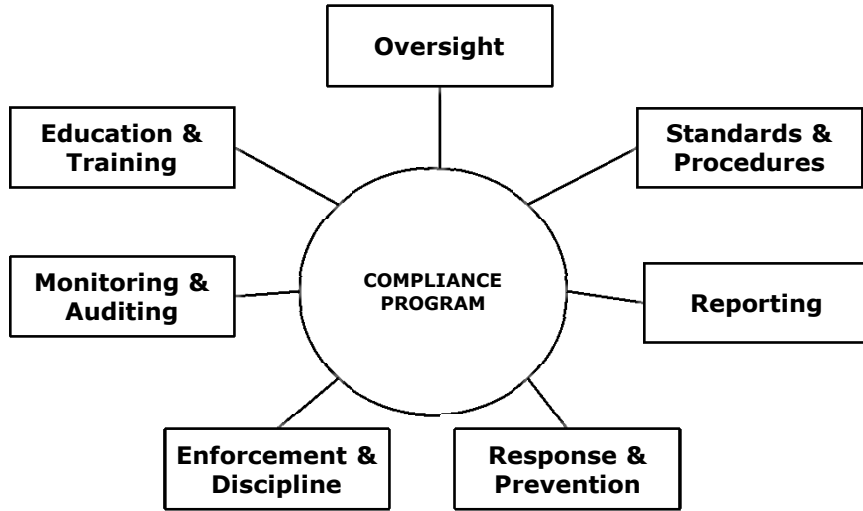 Oversight
Education &
Training
Standards &
Procedures
Monitoring &
Auditing
COMPLIANCE
PROGRAM
Reporting
Enforcement &
Discipline
Response &
Prevention